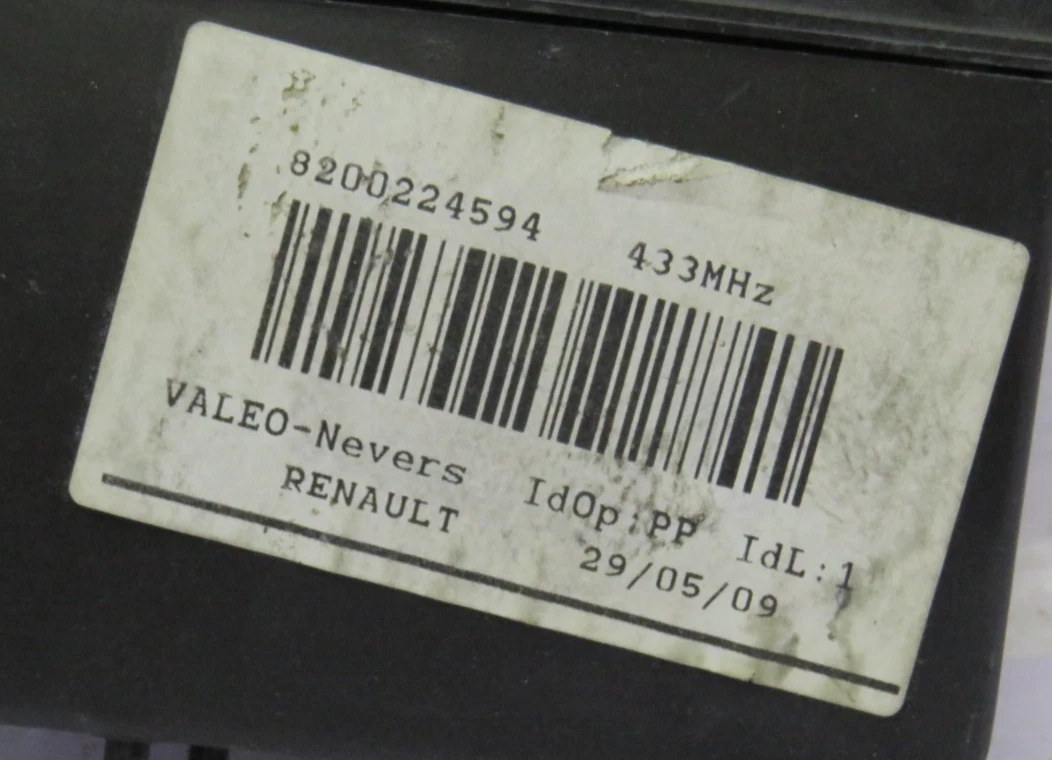 8200224594 433MHz
VALEO-Nevers IdOp:PP IdL:1
RENAULT 29/05/09